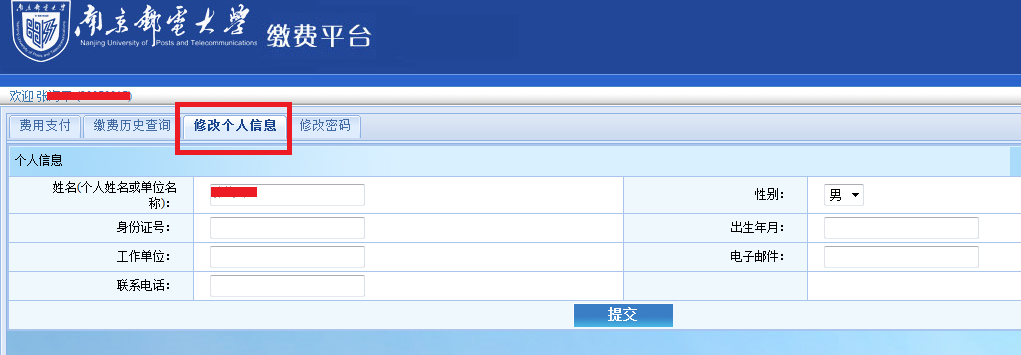 南京邮电大学
Nanjing University of Posts and Telecommunications
缴费平台
欢迎 张
费用支付 缴费历史查询 修改个人信息 修改密码
个人信息
姓名(个人姓名或单位名
称): 性别: 男
身份证号: 出生年月:
工作单位: 电子邮件:
联系电话:
提交